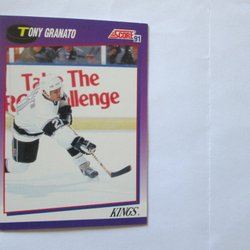 TONY GRANATO
SCORE
91
Take The
Challenge
KINGS